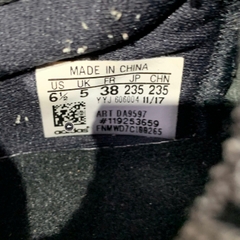 MADE IN CHINA
US UK FR JP CHN
6½ 5 38 235 235
YYJ 606004 11/17
ART DA9597
#119253659
adidas